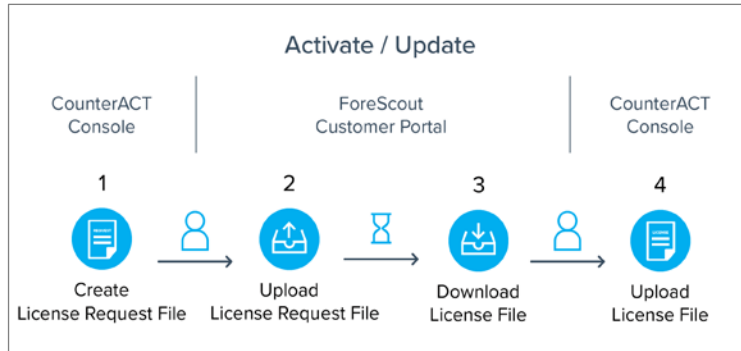 Activate / Update
CounterACT
Console
ForeScout
Customer Portal
CounterACT
Console
1
2
3
4
Create
License Request File
Upload
License Request File
Download
License File
Upload
License File